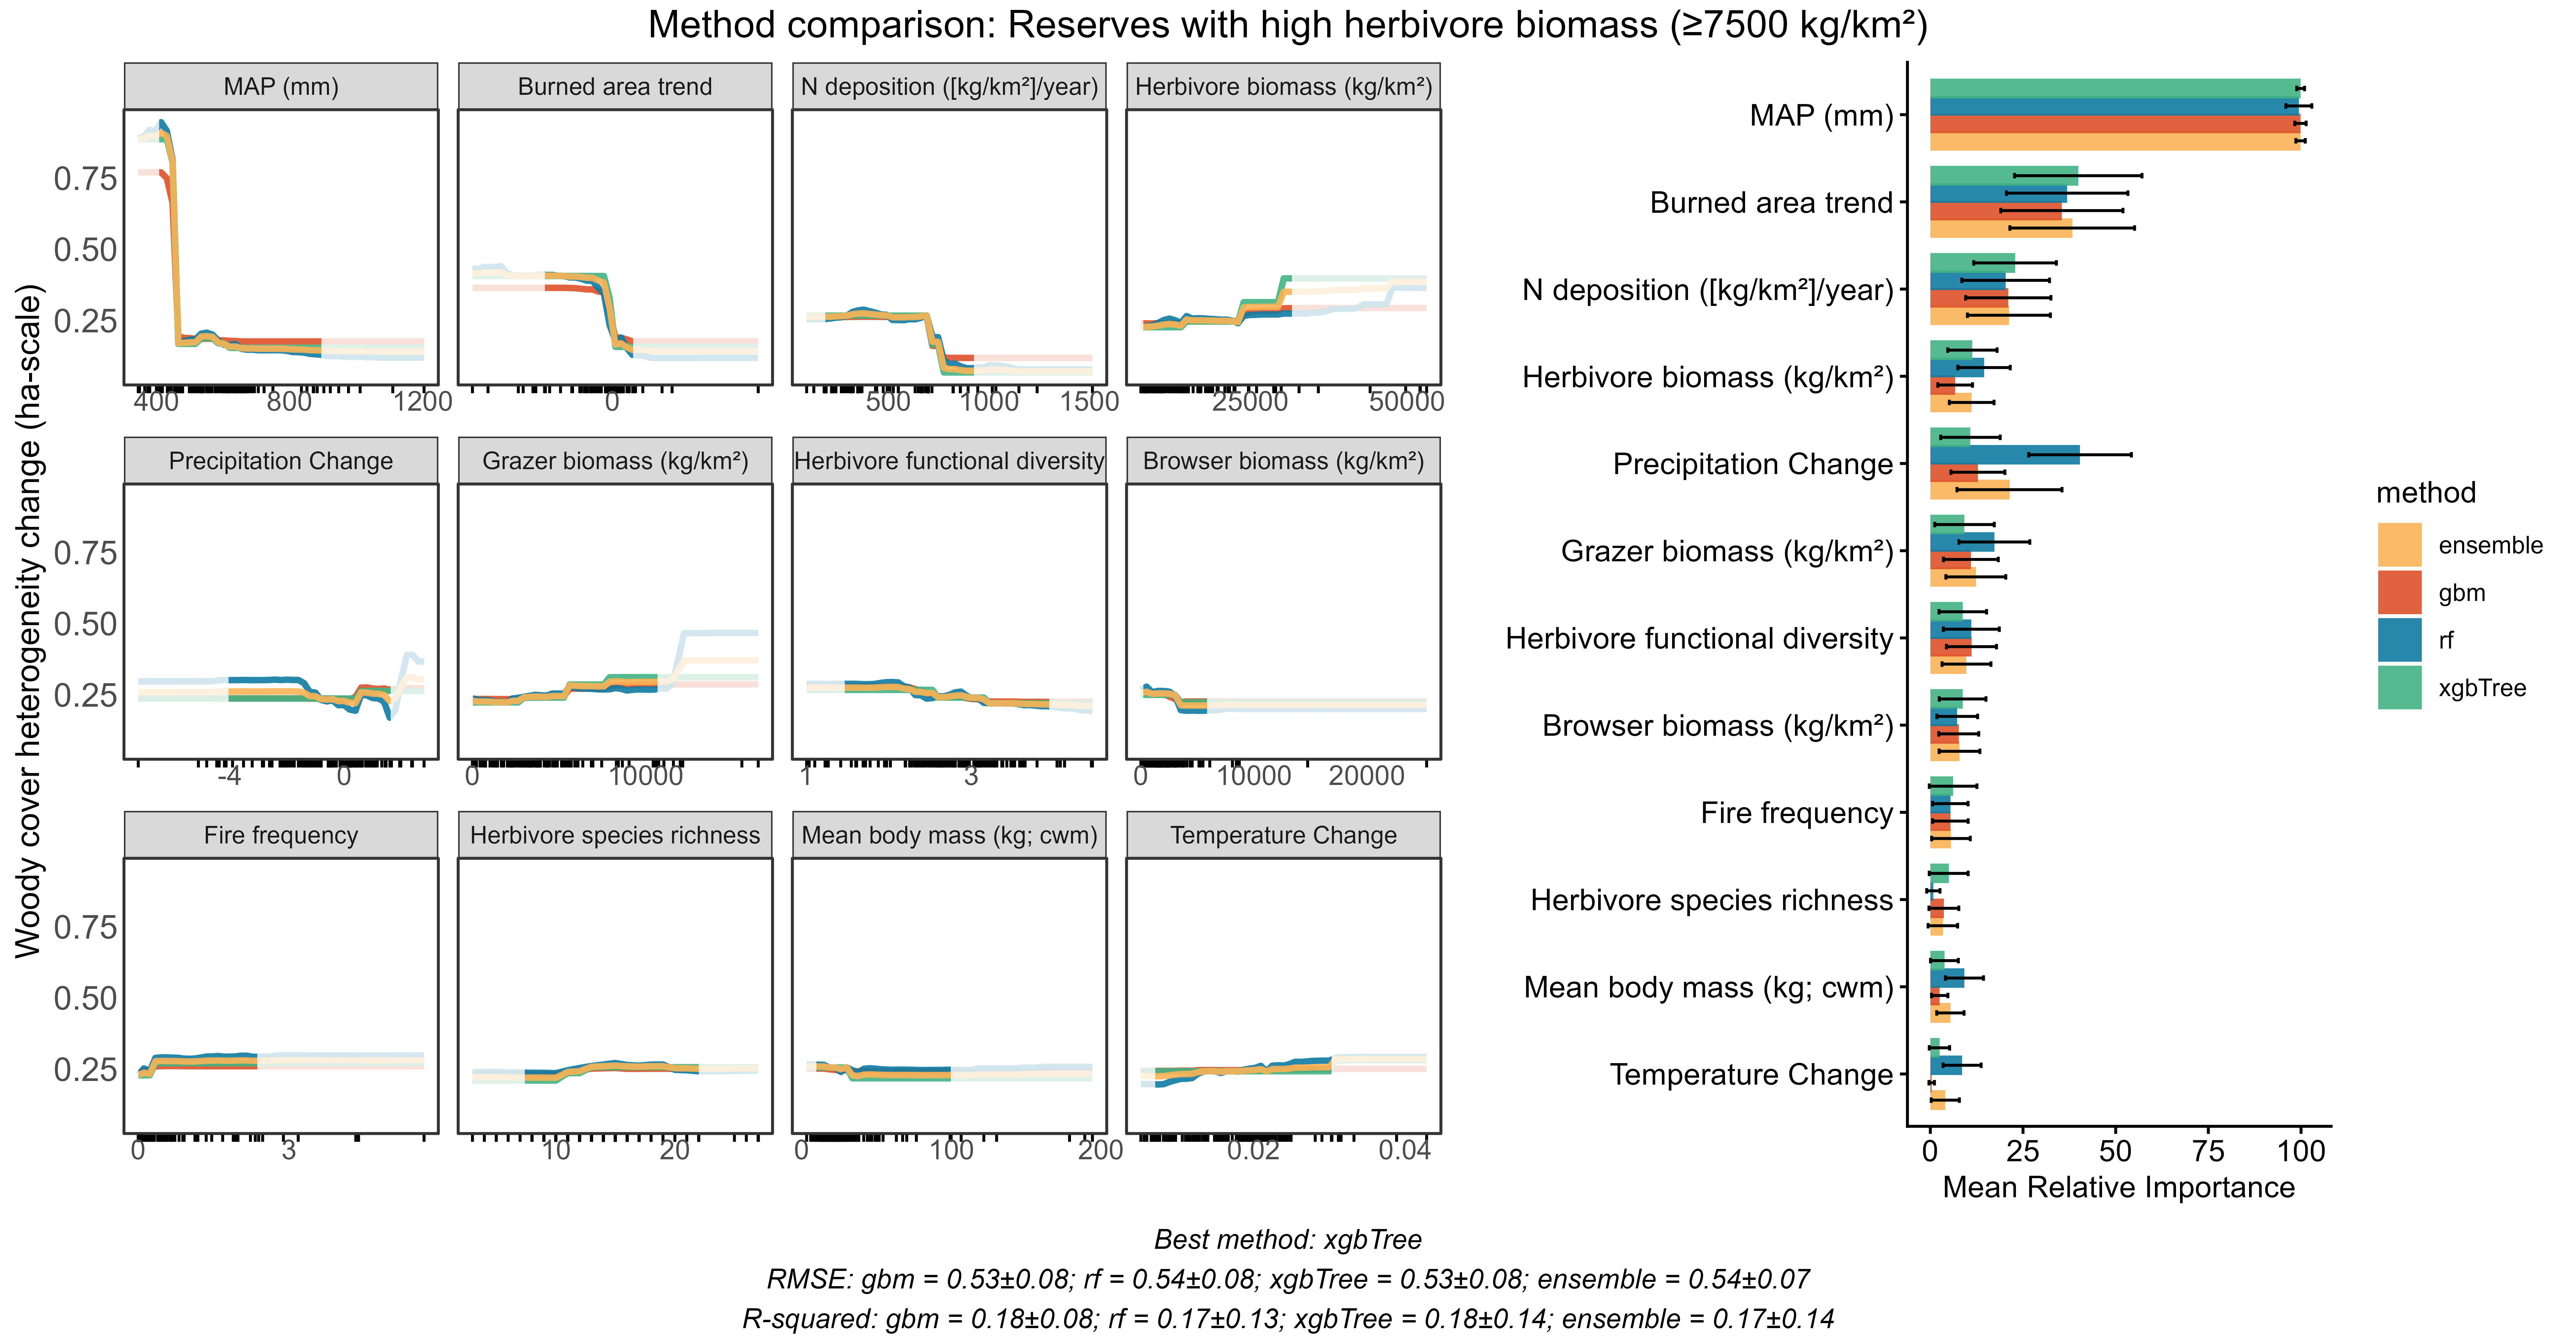 Method comparison: Reserves with high herbivore biomass (≥7500 kg/km²)
Woody cover heterogeneity change (ha-scale)
MAP (mm)
Burned area trend
N deposition ([kg/km²]/year)
Herbivore biomass (kg/km²)
0.75
0.50
0.25
400 800 1200
0
500 1000 1500
25000 50000
Precipitation Change
Grazer biomass (kg/km²)
Herbivore functional diversity
Browser biomass (kg/km²)
0.75
0.50
0.25
-4 0
0 10000
1 3
0 10000 20000
Fire frequency
Herbivore species richness
Mean body mass (kg; cwm)
Temperature Change
0.75
0.50
0.25
0 3
10 20
0 100 200
0.02 0.04
MAP (mm)
Burned area trend
N deposition ([kg/km²]/year)
Herbivore biomass (kg/km²)
Precipitation Change
Grazer biomass (kg/km²)
Herbivore functional diversity
Browser biomass (kg/km²)
Fire frequency
Herbivore species richness
Mean body mass (kg; cwm)
Temperature Change
0 25 50 75 100
Mean Relative Importance
method
ensemble
gbm
rf
xgbTree
Best method: xgbTree
RMSE: gbm = 0.53±0.08; rf = 0.54±0.08; xgbTree = 0.53±0.08; ensemble = 0.54±0.07
R-squared: gbm = 0.18±0.08; rf = 0.17±0.13; xgbTree = 0.18±0.14; ensemble = 0.17±0.14